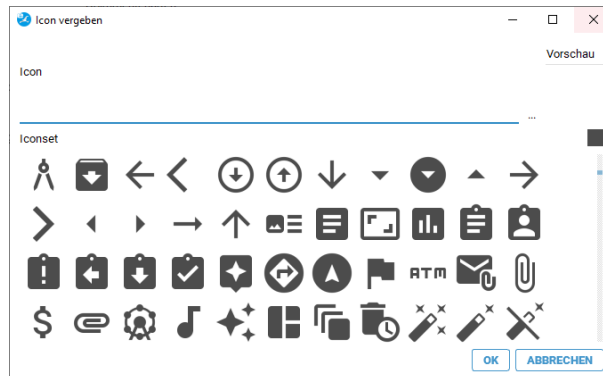 Icon vergeben
Vorschau
Icon
...
Iconset
ATM
OK
ABBRECHEN